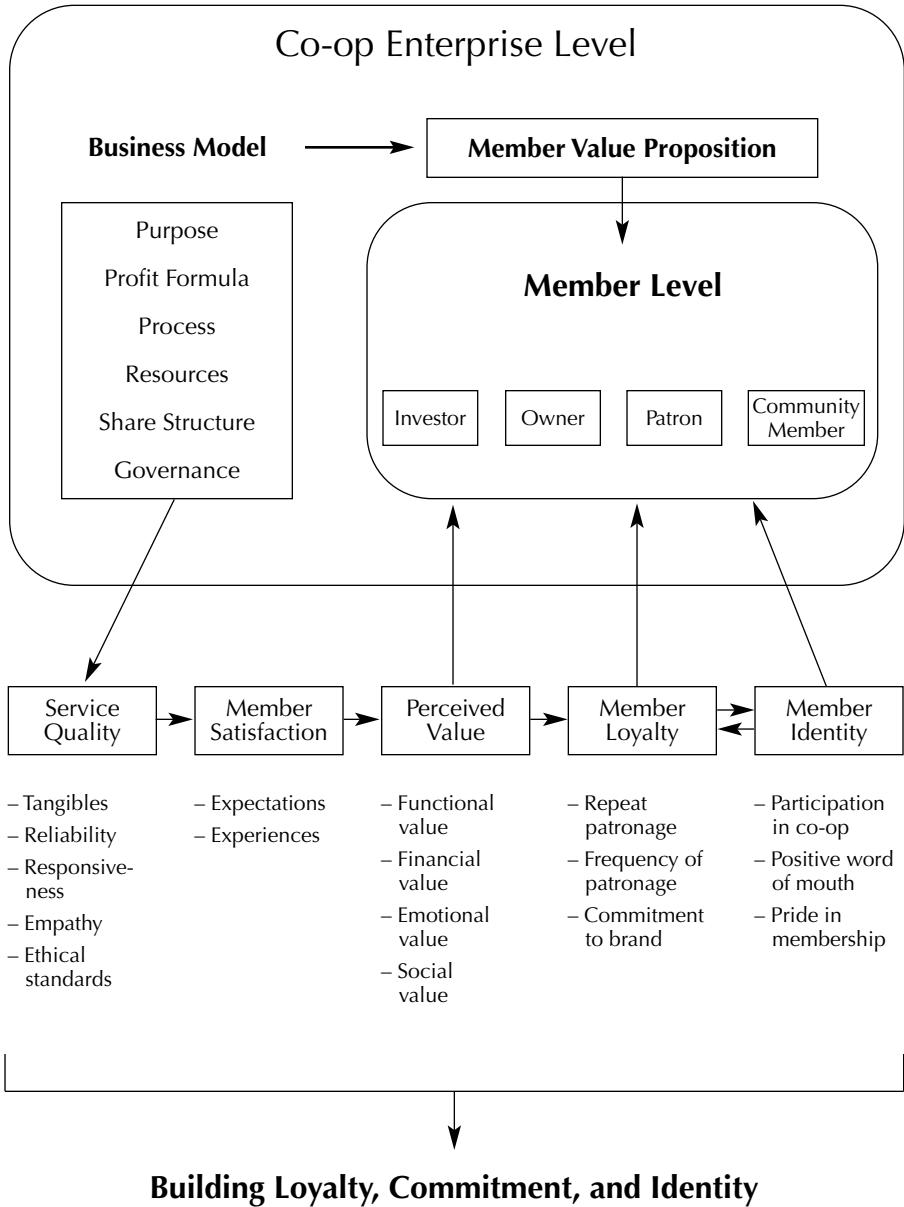 Co-op Enterprise Level
Business Model
Member Value Proposition
Purpose
Profit Formula
Process
Resources
Share Structure
Governance
Member Level
Investor
Owner
Patron
Community
Member
Service
Quality
Member
Satisfaction
Perceived
Value
Member
Loyalty
Member
Identity
– Tangibles
– Reliability
– Responsive-
ness
– Empathy
– Ethical
standards
– Expectations
– Experiences
– Functional
value
– Financial
value
– Emotional
value
– Social
value
– Repeat
patronage
– Frequency of
patronage
– Commitment
to brand
– Participation
in co-op
– Positive word
of mouth
– Pride in
membership
Building Loyalty, Commitment, and Identity